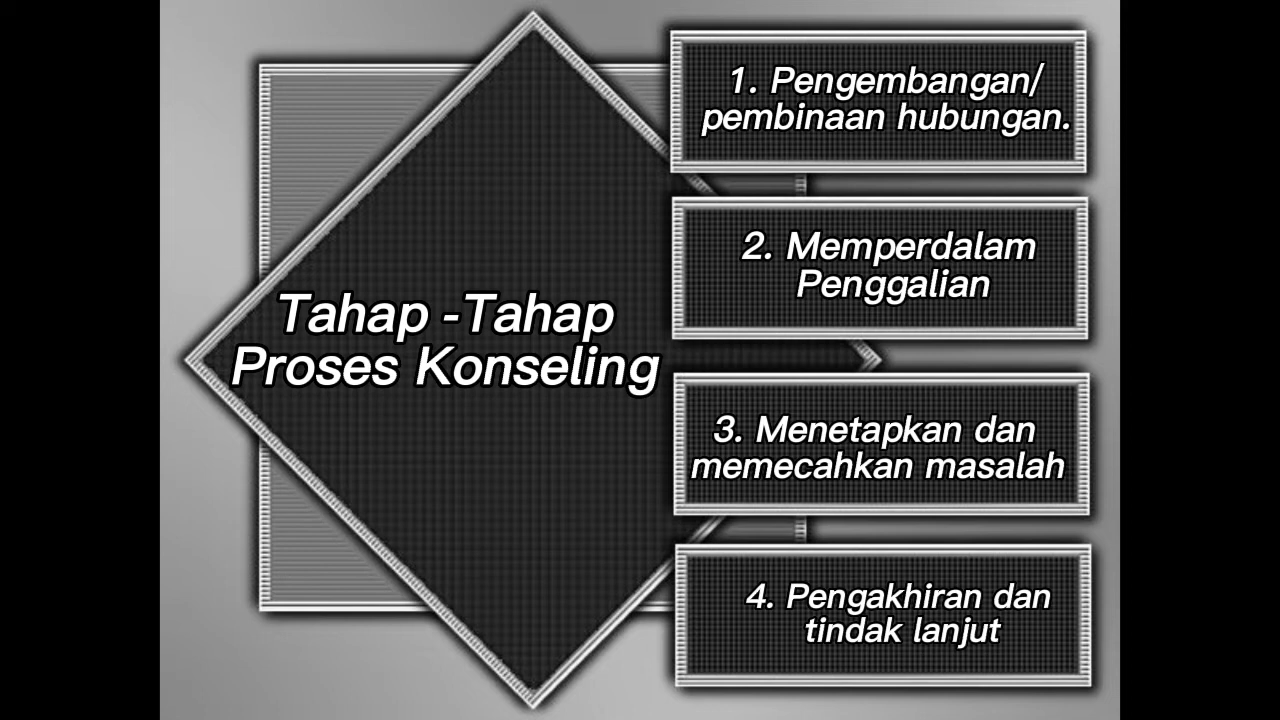 Tahap -Tahap
Proses Konseling
1. Pengembangan/
pembinaan hubungan.
2. Memperdalam
Penggalian
3. Menetapkan dan
memecahkan masalah
4. Pengakhiran dan
tindak lanjut